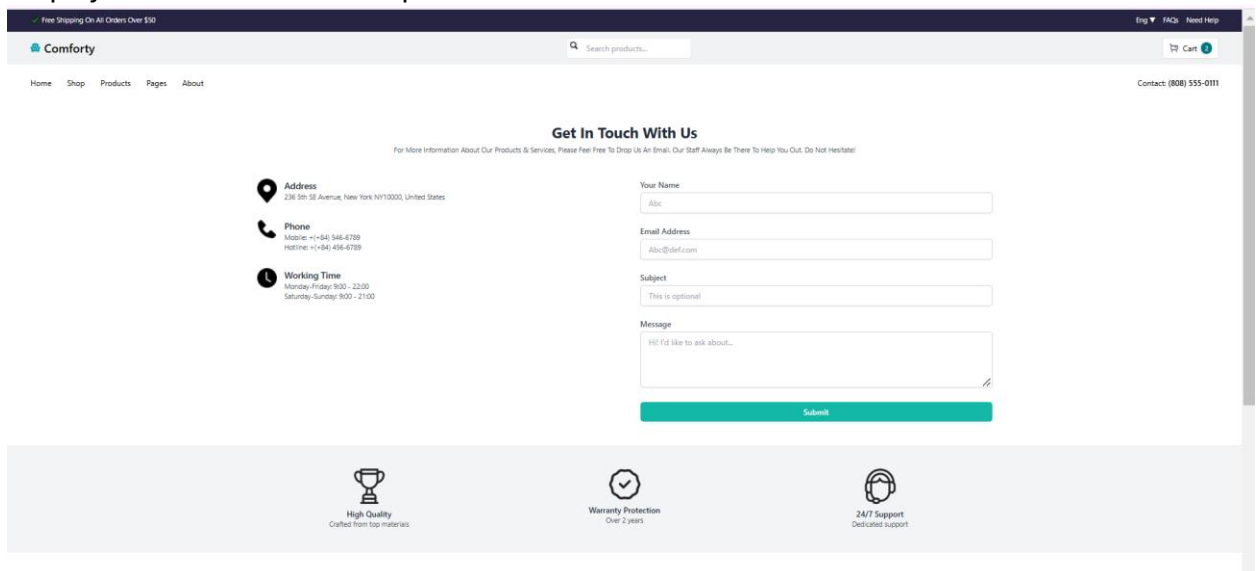 Free Shipping On All Orders Over $50
Eng ▼ FAQs Need Help
Comforty
Search products...
Cart 2
Home Shop Products Pages About
Contact: (808) 555-0111
Get In Touch With Us
For More Information About Our Products & Services, Please Feel Free To Drop Us An Email. Our Staff Always Be There To Help You Out. Do Not Hesitate!
Address
236 5th SE Avenue, New York NY10000, United States
Phone
Mobile: +(+84) 546-6789
Hotline: +(+84) 456-6789
Working Time
Monday-Friday: 9:00 - 22:00
Saturday-Sunday: 9:00 - 21:00
Your Name
Abc
Email Address
Abc@def.com
Subject
This is optional
Message
Hi! I'd like to ask about...
Submit
High Quality
Crafted from top materials
Warranty Protection
Over 2 years
24/7 Support
Dedicated support